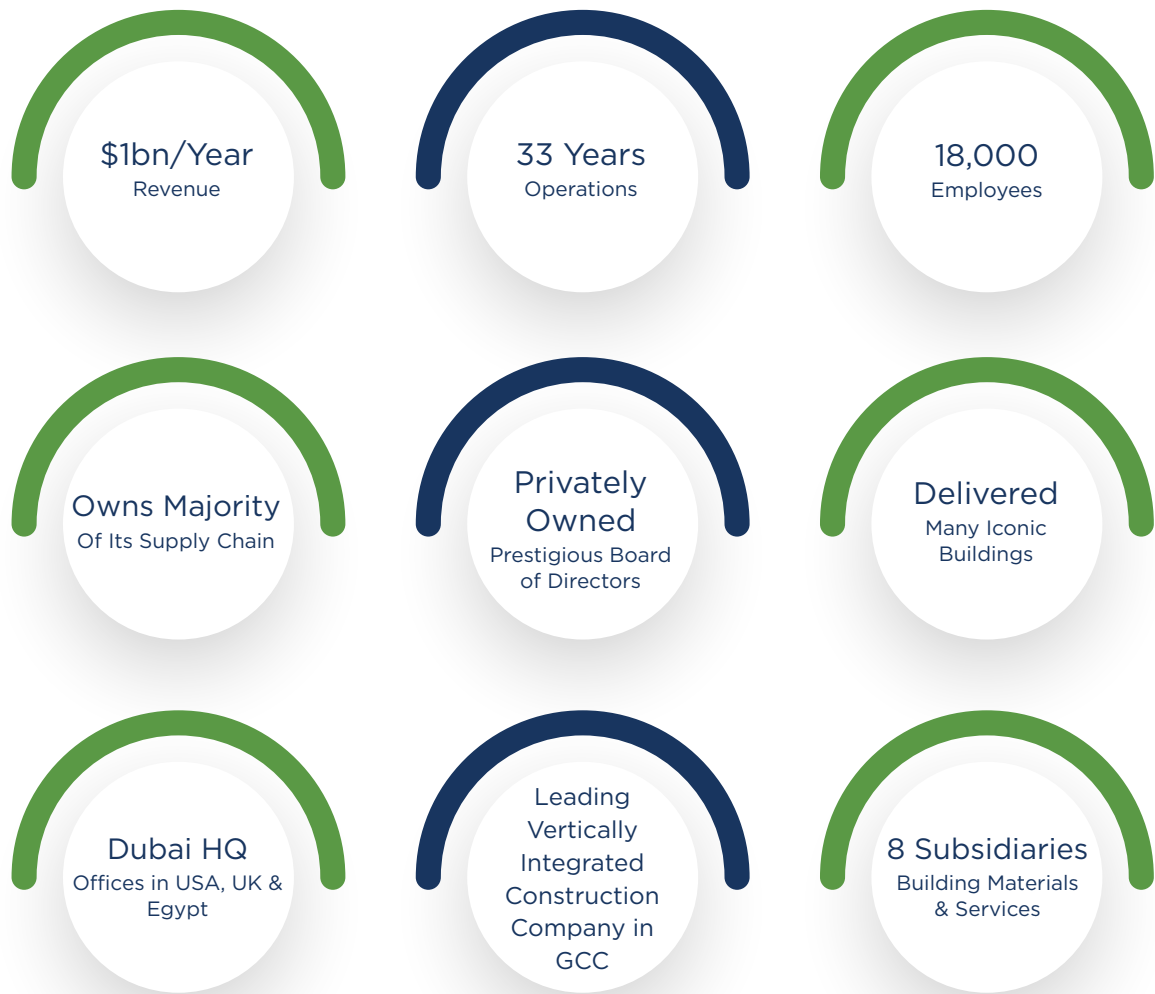 $1bn/Year
Revenue
33 Years
Operations
18,000
Employees
Owns Majority
Of Its Supply Chain
Privately
Owned
Prestigious Board
of Directors
Delivered
Many Iconic
Buildings
Dubai HQ
Offices in USA, UK &
Egypt
Leading
Vertically
Integrated
Construction
Company in
GCC
8 Subsidiaries
Building Materials
& Services